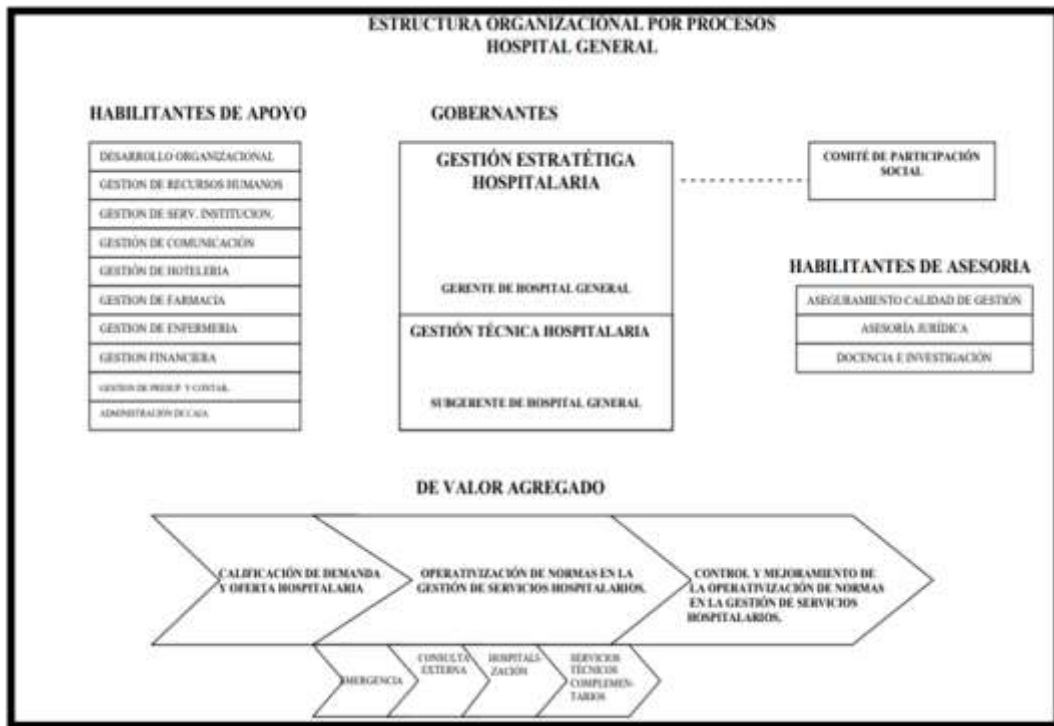 ESTRUCTURA ORGANIZACIONAL POR PROCESOS
HOSPITAL GENERAL
HABILITANTES DE APOYO
DESARROLLO ORGANIZACIONAL
GESTION DE RECURSOS HUMANOS
GESTION DE SERV. INSTITUCION.
GESTIÓN DE COMUNICACIÓN
GESTIÓN DE HOTELERIA
GESTION DE FARMACÍA
GESTION DE ENFERMERIA
GESTION FINANCIERA
GESTION DE PRESUP. Y CONTAB.
ADMINISTRACIÓN DE CAJA
GOBERNANTES
GESTIÓN ESTRATÉTIGA
HOSPITALARIA
GERENTE DE HOSPITAL GENERAL
GESTIÓN TÉCNICA HOSPITALARIA
SUBGERENTE DE HOSPITAL GENERAL
COMITÉ DE PARTICIPACIÓN
SOCIAL
HABILITANTES DE ASESORIA
ASEGURAMIENTO CALIDAD DE GESTIÓN
ASESORÍA JURÍDICA
DOCENCIA E INVESTIGACIÓN
DE VALOR AGREGADO
CALIFICACIÓN DE DEMANDA
Y OFERTA HOSPITALARIA
OPERATIVIZACIÓN DE NORMAS EN LA
GESTIÓN DE SERVICIOS HOSPITALARIOS.
CONTROL Y MEJORAMIENTO DE
LA OPERATIVIZACIÓN DE NORMAS
EN LA GESTIÓN DE SERVICIOS
HOSPITALARIOS.
EMERGENCIA
CONSULTA
EXTERNA
HOSPITALI-
ZACIÓN
SERVICIOS
TÉCNICOS
COMPLEMEN-
TARIOS